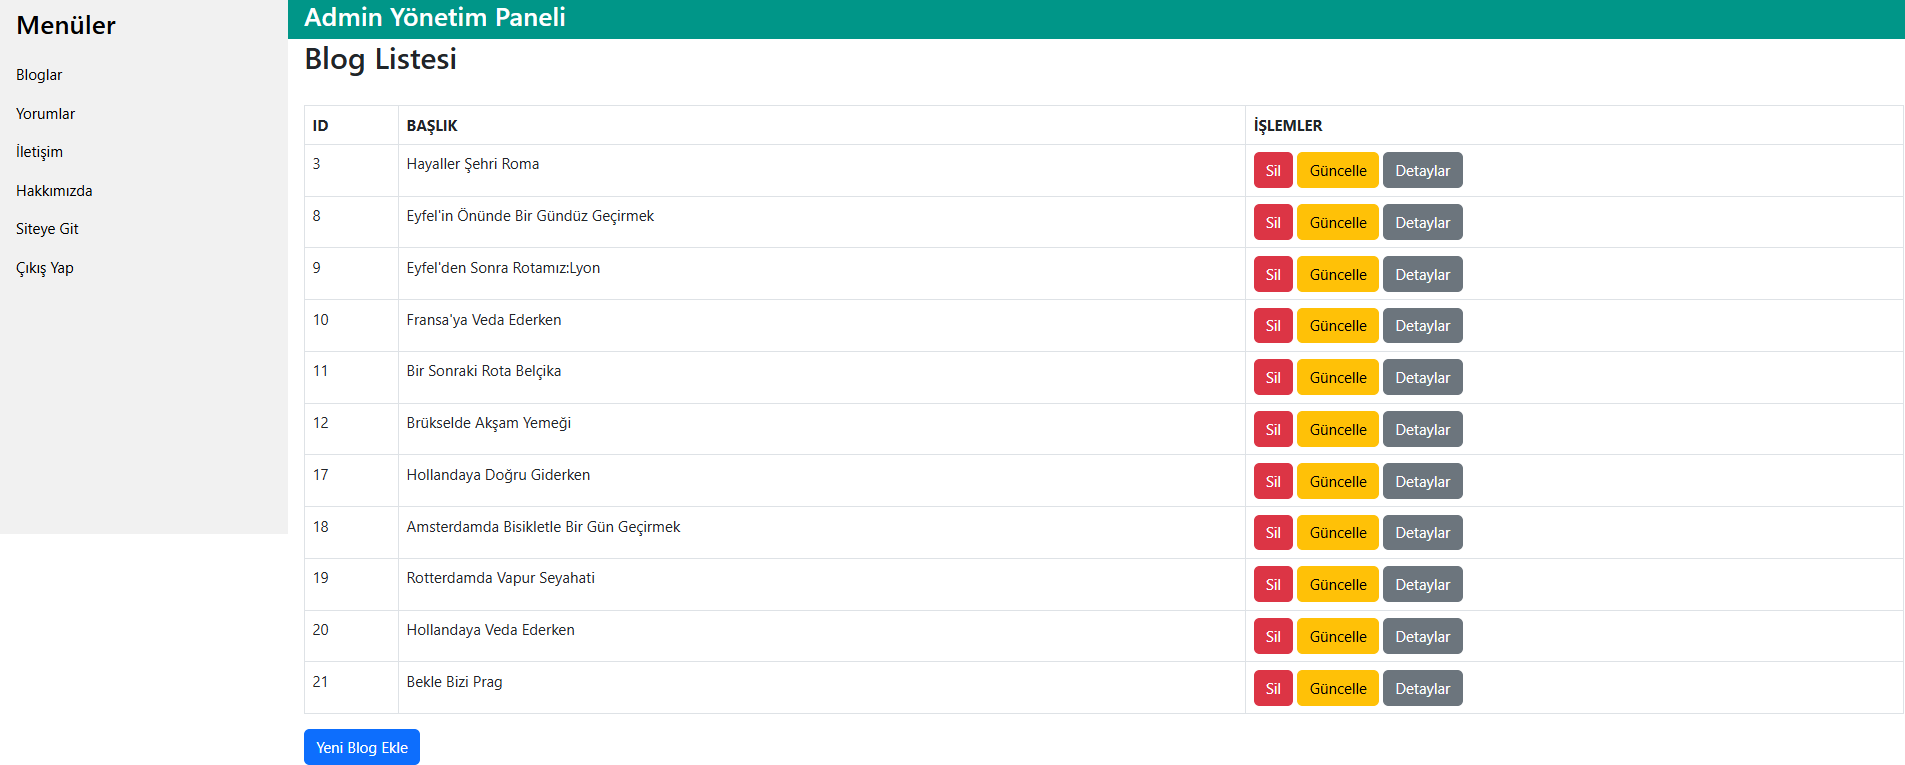 Menüler
Bloglar
Yorumlar
İletişim
Hakkımızda
Siteye Git
Çıkış Yap
Admin Yönetim Paneli
Blog Listesi
ID BAŞLIK İŞLEMLER
3 Hayaller Şehri Roma Sil Güncelle Detaylar
8 Eyfel'in Önünde Bir Gündüz Geçirmek Sil Güncelle Detaylar
9 Eyfel'den Sonra Rotamız:Lyon Sil Güncelle Detaylar
10 Fransa'ya Veda Ederken Sil Güncelle Detaylar
11 Bir Sonraki Rota Belçika Sil Güncelle Detaylar
12 Brükselde Akşam Yemeği Sil Güncelle Detaylar
17 Hollandaya Doğru Giderken Sil Güncelle Detaylar
18 Amsterdamda Bisikletle Bir Gün Geçirmek Sil Güncelle Detaylar
19 Rotterdamda Vapur Seyahati Sil Güncelle Detaylar
20 Hollandaya Veda Ederken Sil Güncelle Detaylar
21 Bekle Bizi Prag Sil Güncelle Detaylar
Yeni Blog Ekle